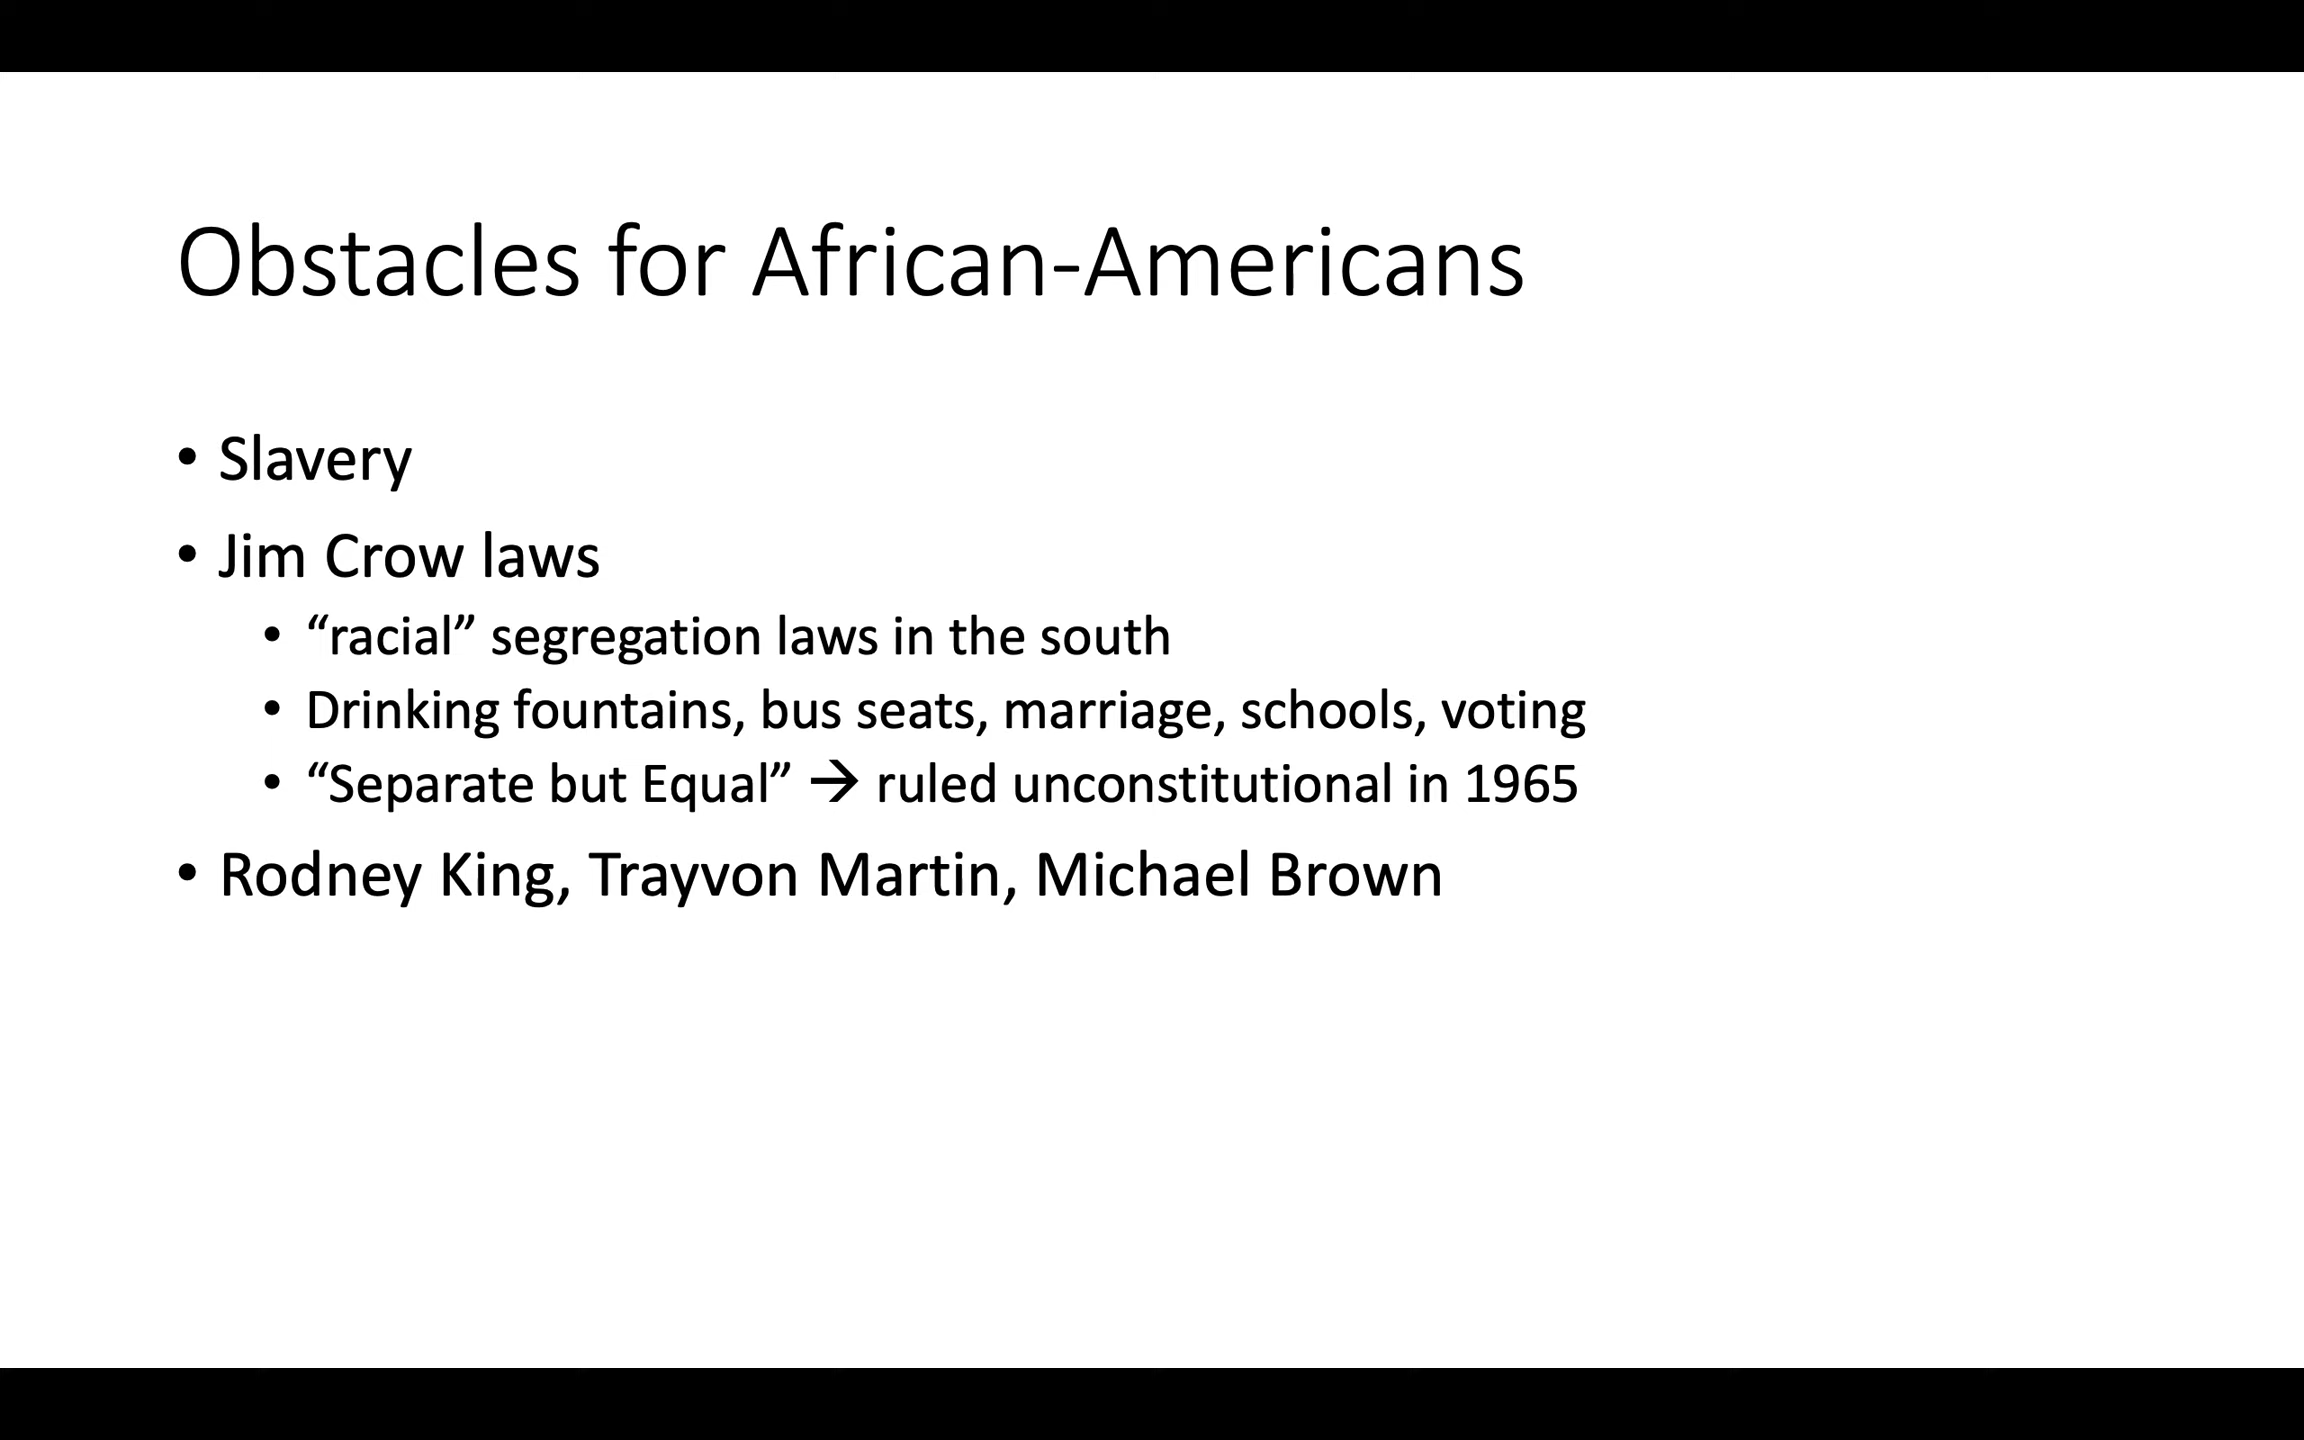 Obstacles for African-Americans
• Slavery
• Jim Crow laws
• “racial” segregation laws in the south
• Drinking fountains, bus seats, marriage, schools, voting
• “Separate but Equal” → ruled unconstitutional in 1965
• Rodney King, Trayvon Martin, Michael Brown